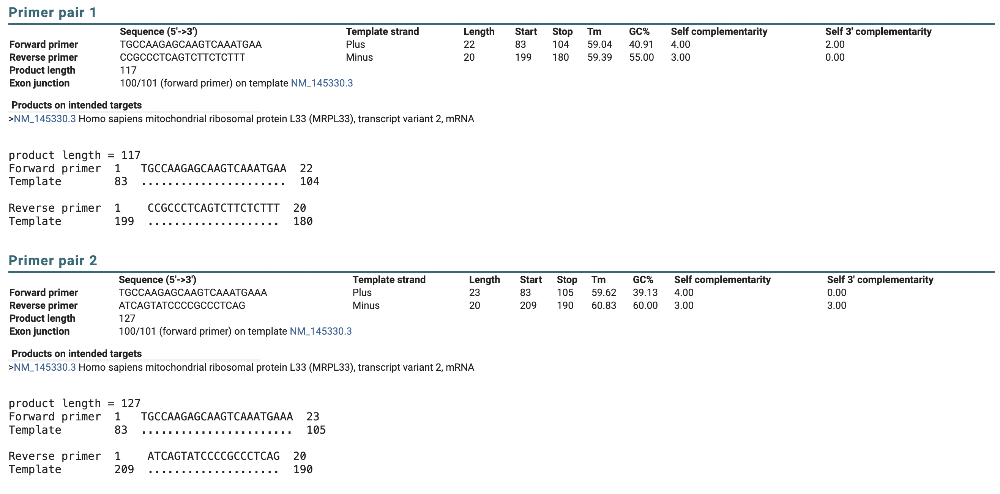 Primer pair 1
Sequence (5'->3') Template strand Length Start Stop Tm GC% Self complementarity Self 3' complementarity
Forward primer TGCCAAGAGCAAGTCAAATGAA Plus 22 83 104 59.04 40.91 4.00 2.00
Reverse primer CCGCCCTCAGTCTTCTCTTT Minus 20 199 180 59.39 55.00 3.00 0.00
Product length 117
Exon junction 100/101 (forward primer) on template NM_145330.3
Products on intended targets
>NM_145330.3 Homo sapiens mitochondrial ribosomal protein L33 (MRPL33), transcript variant 2, mRNA
product length = 117
Forward primer 1 TGCCAAGAGCAAGTCAAATGAA 22
Template 83 ...................... 104
Reverse primer 1 CCGCCCTCAGTCTTCTCTTT 20
Template 199 .................... 180
Primer pair 2
Sequence (5'->3') Template strand Length Start Stop Tm GC% Self complementarity Self 3' complementarity
Forward primer TGCCAAGAGCAAGTCAAATGAAA Plus 23 83 105 59.62 39.13 4.00 0.00
Reverse primer ATCAGTATCCCCGCCCTCAG Minus 20 209 190 60.83 60.00 3.00 3.00
Product length 127
Exon junction 100/101 (forward primer) on template NM_145330.3
Products on intended targets
>NM_145330.3 Homo sapiens mitochondrial ribosomal protein L33 (MRPL33), transcript variant 2, mRNA
product length = 127
Forward primer 1 TGCCAAGAGCAAGTCAAATGAAA 23
Template 83 ....................... 105
Reverse primer 1 ATCAGTATCCCCGCCCTCAG 20
Template 209 .................... 190